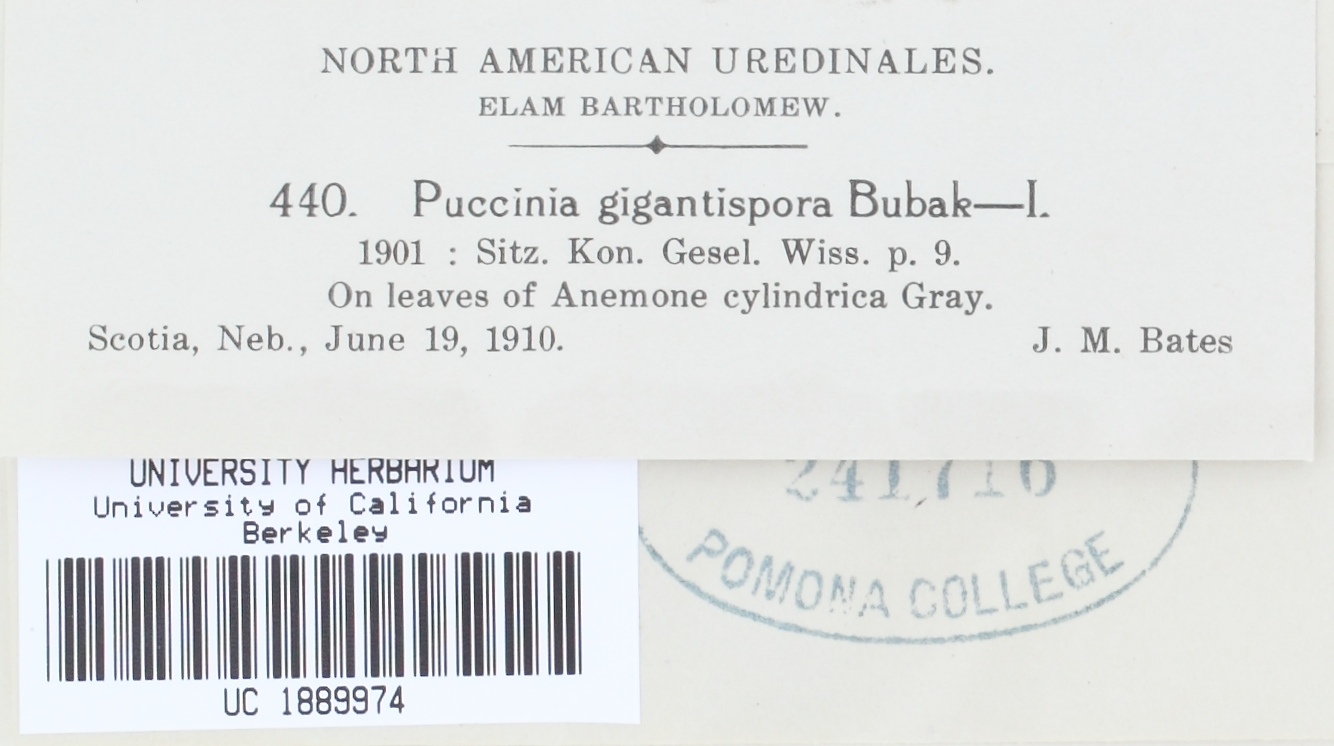 NORTH AMERICAN UREDINALES.
ELAM BARTHOLOMEW.
440. Puccinia gigantispora Bubak—I.
1901 : Sitz. Kon. Gesel. Wiss. p. 9.
On leaves of Anemone cylindrica Gray.
Scotia, Neb., June 19, 1910. J. M. Bates
UNIVERSITY HERBARIUM
University of California
Berkeley
UC 1889974
241716
POMONA COLLEGE